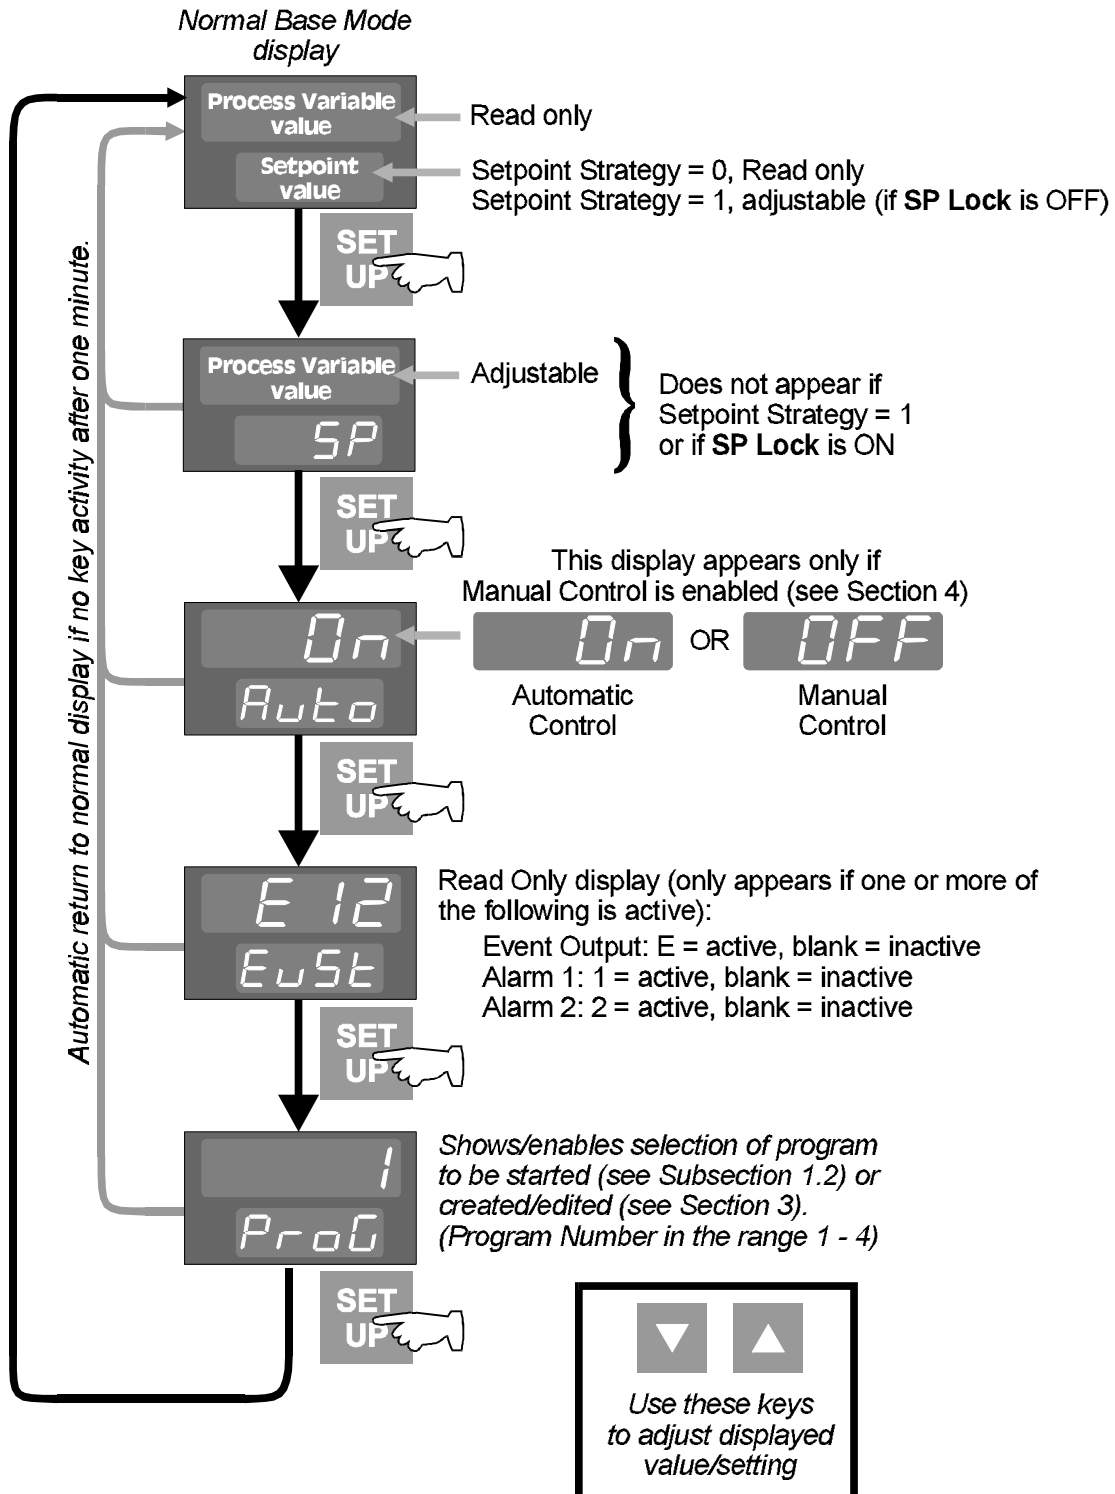 Normal Base Mode
display
Process Variable
value
Read only
Setpoint
value
Setpoint Strategy = 0, Read only
Setpoint Strategy = 1, adjustable (if SP Lock is OFF)
SET
UP
Automatic return to normal display if no key activity after one minute.
Process Variable
value
Adjustable
SP
Does not appear if
Setpoint Strategy = 1
or if SP Lock is ON
SET
UP
This display appears only if
Manual Control is enabled (see Section 4)
On
Auto
On
OR
OFF
Automatic
Control
Manual
Control
SET
UP
E 12
EvSt
Read Only display (only appears if one or more of
the following is active):
Event Output: E = active, blank = inactive
Alarm 1: 1 = active, blank = inactive
Alarm 2: 2 = active, blank = inactive
SET
UP
1
ProG
Shows/enables selection of program
to be started (see Subsection 1.2) or
created/edited (see Section 3).
(Program Number in the range 1 - 4)
SET
UP
Use these keys
to adjust displayed
value/setting